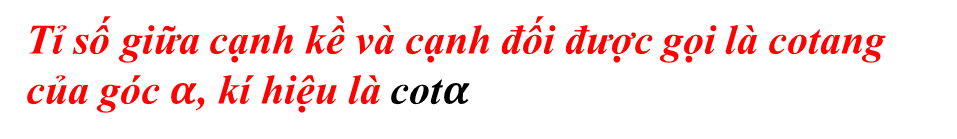 Tỉ số giữa cạnh kề và cạnh đối được gọi là cotang
của góc α, kí hiệu là cotα